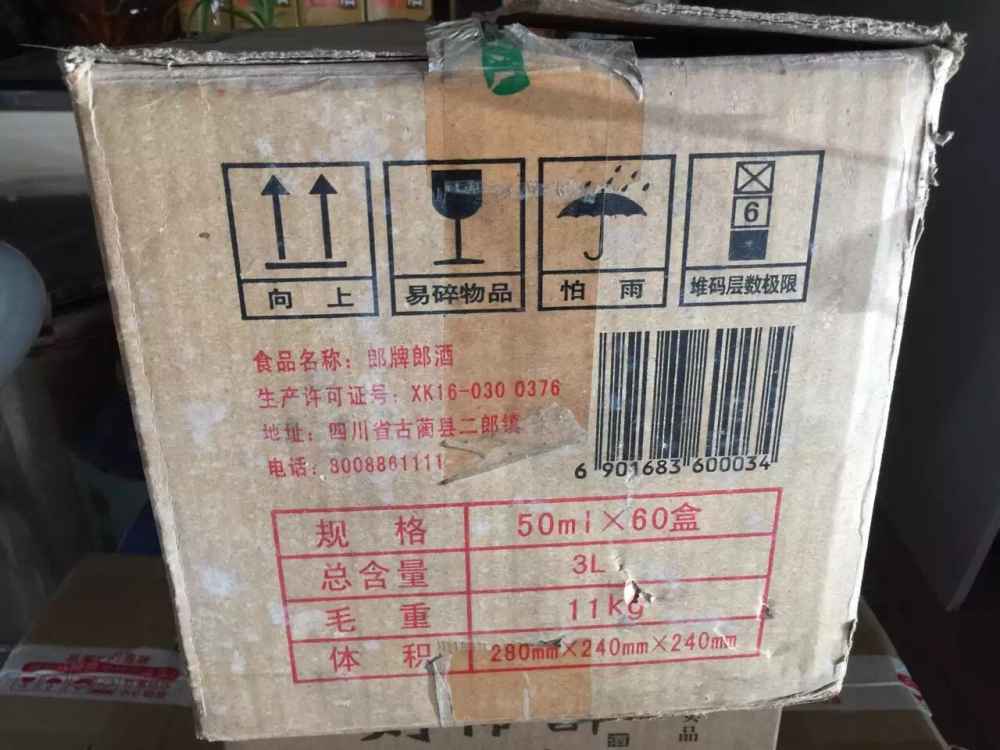 6
向 上
易碎物品
怕 雨
堆码层数极限
食品名称：郎牌郎酒
生产许可证号：XK16-030 0376
地址：四川省古蔺县二郎镇
电话：8008861111
6 901683 600034
规 格 50ml×60盒
总含量 3L
毛 重 11kg
体 积 280mm×240mm×240mm